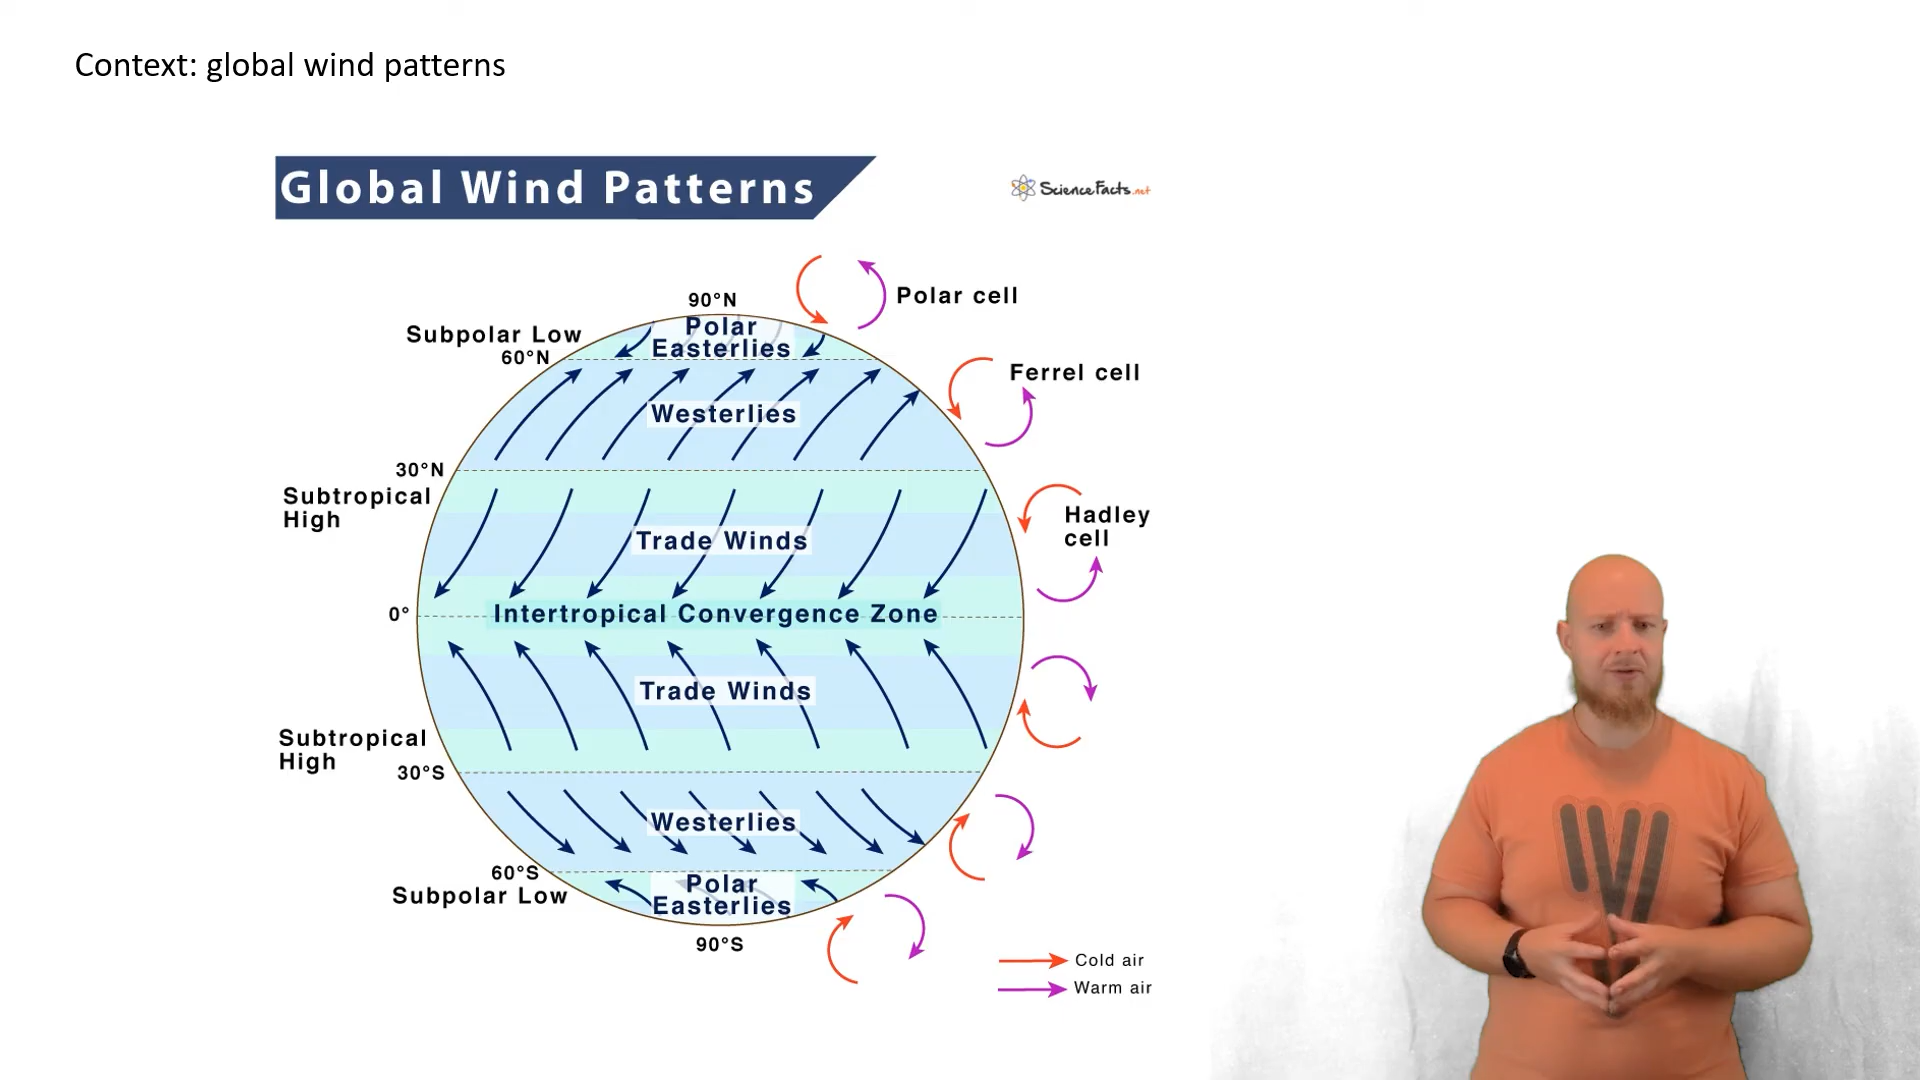 Context: global wind patterns
Global Wind Patterns
ScienceFacts.net
90°N
Polar cell
Subpolar Low
60°N
Polar
Easterlies
Ferrel cell
Westerlies
30°N
Subtropical
High
Hadley
cell
Trade Winds
0°
Intertropical Convergence Zone
Trade Winds
Subtropical
High
30°S
Westerlies
60°S
Subpolar Low
Polar
Easterlies
90°S
Cold air
Warm air